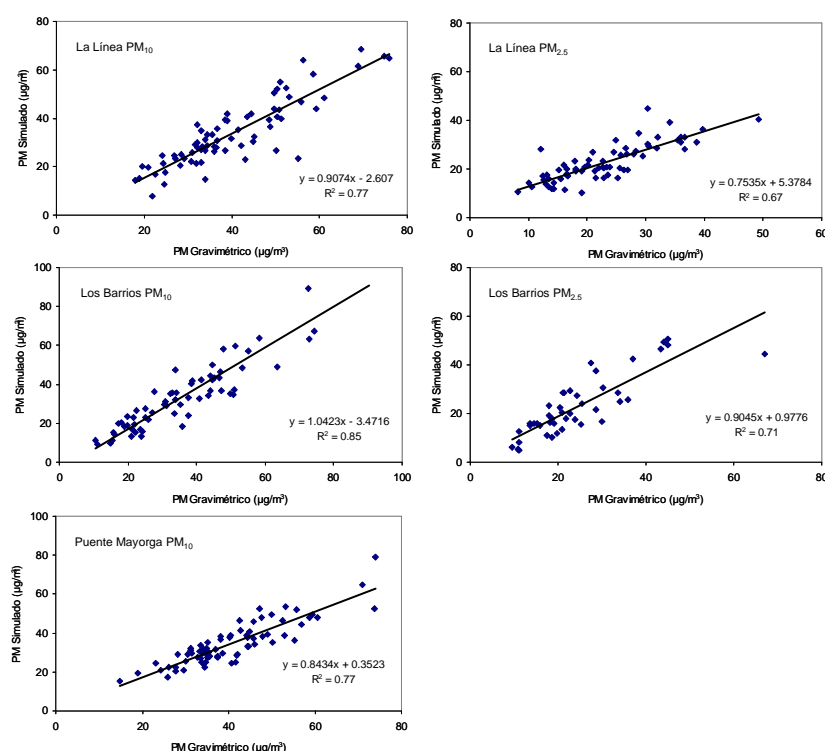 La Línea PM10
PM Simulado (µg/m³)
80
60
40
20
0
y = 0.9074x - 2.607
R² = 0.77
0 20 40 60 80
PM Gravimétrico (µg/m³)
La Línea PM2.5
PM Simulado (µg/m³)
80
60
40
20
0
y = 0.7535x + 5.3784
R² = 0.67
0 10 20 30 40 50 60
PM Gravimétrico (µg/m³)
Los Barrios PM10
PM Simulado (µg/m³)
100
80
60
40
20
0
y = 1.0423x - 3.4716
R² = 0.85
0 20 40 60 80 100
PM Gravimétrico (µg/m³)
Los Barrios PM2.5
PM Simulado (µg/m³)
80
60
40
20
0
y = 0.9045x + 0.9776
R² = 0.71
0 20 40 60 80
PM Gravimétrico (µg/m³)
Puente Mayorga PM10
PM Simulado (µg/m³)
100
80
60
40
20
0
y = 0.8434x + 0.3523
R² = 0.77
0 20 40 60 80
PM Gravimétrico (µg/m³)